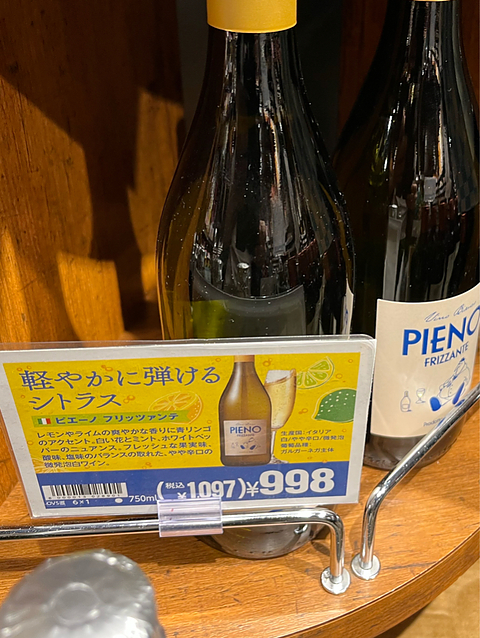 PIENO
FRIZZANTE
軽やかに弾ける
シトラス
ピエーノ フリッツァンテ
レモンやライムの爽やかな香りに青リンゴ
のアクセント。白い花とミント、ホワイトペッ
パーのニュアンス。フレッシュな果実味、
酸味、塩味のバランスの取れた、やや辛口の
微発泡白ワイン。
PIENO
生産国:イタリア
白/やや辛口/微発泡
葡萄品種:
ガルガーネガ主体
6×1
750ml
(税込 ¥1,097) ¥998